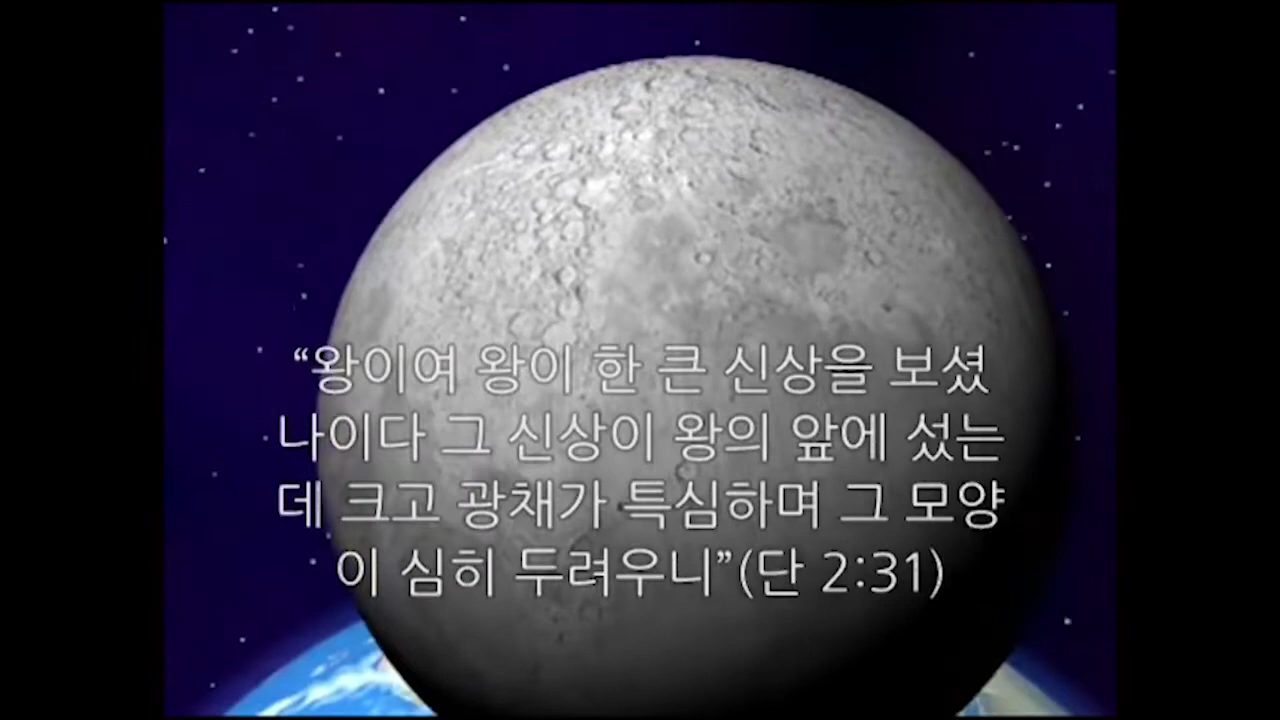 “왕이여 왕이 한 큰 신상을 보셨
나이다 그 신상이 왕의 앞에 섰는
데 크고 광채가 특심하며 그 모양
이 심히 두려우니”(단 2:31)